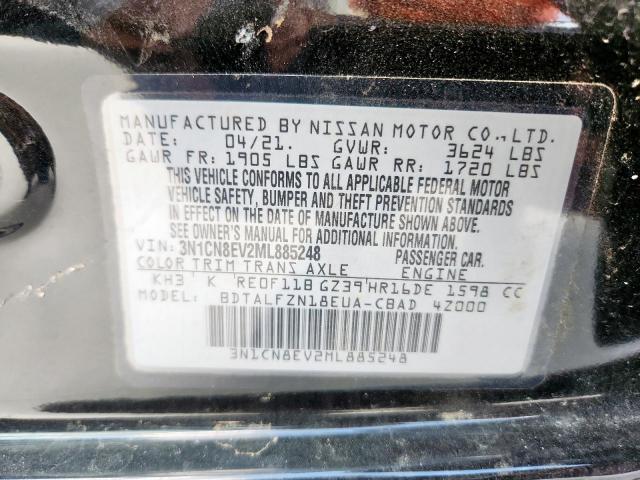 MANUFACTURED BY NISSAN MOTOR CO.,LTD.
DATE: 04/21. GVWR: 3624 LBS
GAWR FR: 1905 LBS GAWR RR: 1720 LBS
THIS VEHICLE CONFORMS TO ALL APPLICABLE FEDERAL MOTOR
VEHICLE SAFETY, BUMPER AND THEFT PREVENTION STANDARDS
IN EFFECT ON THE DATE OF MANUFACTURE SHOWN ABOVE.
SEE OWNER'S MANUAL FOR ADDITIONAL INFORMATION.
VIN: 3N1CN8EV2ML885248 PASSENGER CAR.
COLOR TRIM TRANS AXLE ENGINE
KH3 K RE0F11B GZ39 HR16DE 1598 CC
BDTALFZN18EUA-CBAD 42000
3N1CN8EV2ML885248